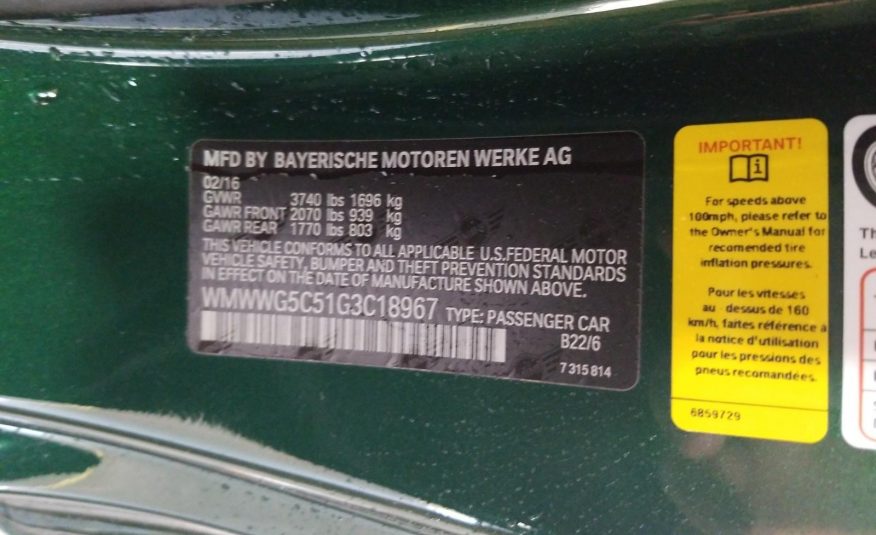 MFD BY BAYERISCHE MOTOREN WERKE AG
02/16
GVWR 3740 lbs 1696 kg
GAWR FRONT 2070 lbs 939 kg
GAWR REAR 1770 lbs 803 kg
THIS VEHICLE CONFORMS TO ALL APPLICABLE U.S.FEDERAL MOTOR
VEHICLE SAFETY, BUMPER AND THEFT PREVENTION STANDARDS
IN EFFECT ON THE DATE OF MANUFACTURE SHOWN ABOVE.
WMWWG5C51G3C18967 TYPE: PASSENGER CAR
B22/6
7 315 814
IMPORTANT!
i
For speeds above
100mph, please refer to
the Owner's Manual for
recomended tire
inflation pressures.
Pour les vitesses
au - dessus de 160
km/h, faites référence à
la notice d'utilisation
pour les pressions des
pneus recomandées.
6859729
Th
Le